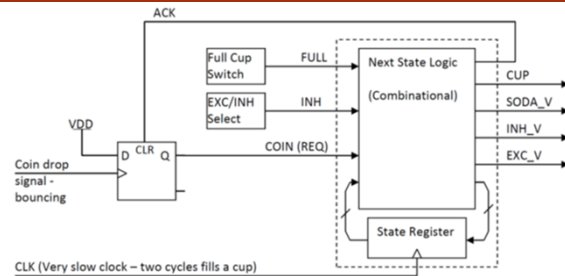 ACK
Full Cup
Switch
FULL
EXC/INH
Select
INH
Next State Logic
(Combinational)
CUP
SODA_V
INH_V
EXC_V
VDD
D
CLR
Q
COIN (REQ)
Coin drop
signal -
bouncing
State Register
CLK (Very slow clock – two cycles fills a cup)